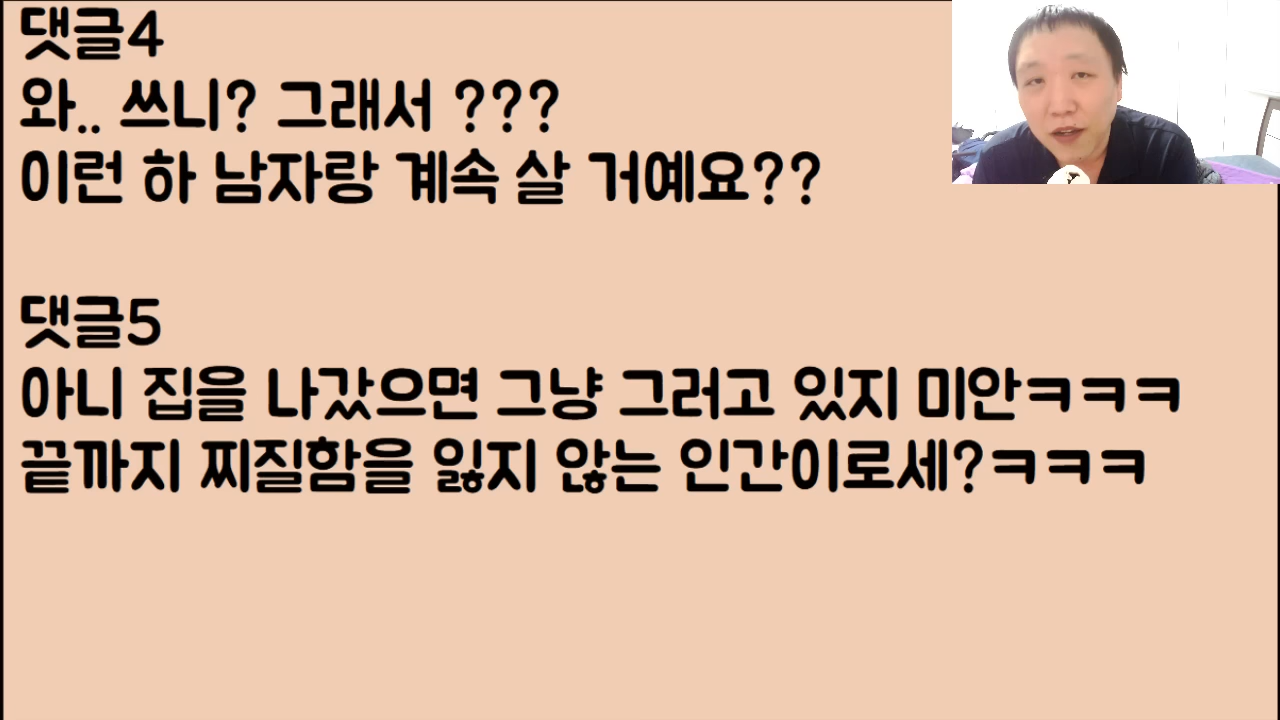 댓글4
와.. 쓰니? 그래서 ???
이런 하 남자랑 계속 살 거예요??
댓글5
아니 집을 나갔으면 그냥 그러고 있지 미안ㅋㅋㅋ
끝까지 찌질함을 잃지 않는 인간이로세?ㅋㅋㅋ